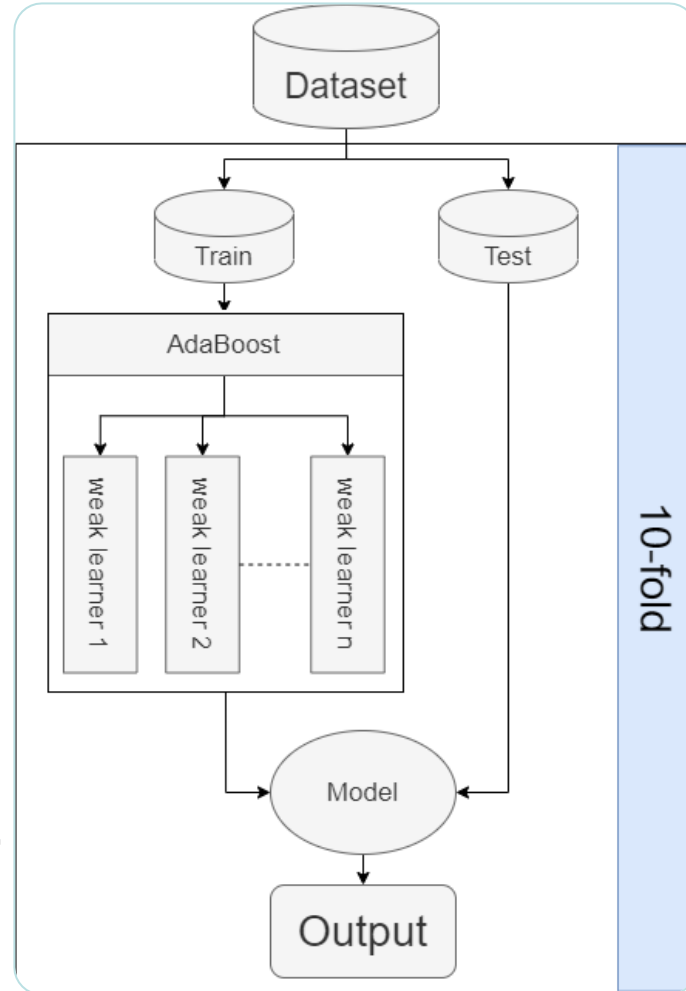 Dataset
Train
Test
AdaBoost
weak learner 1
weak learner 2
weak learner n
10-fold
Model
Output